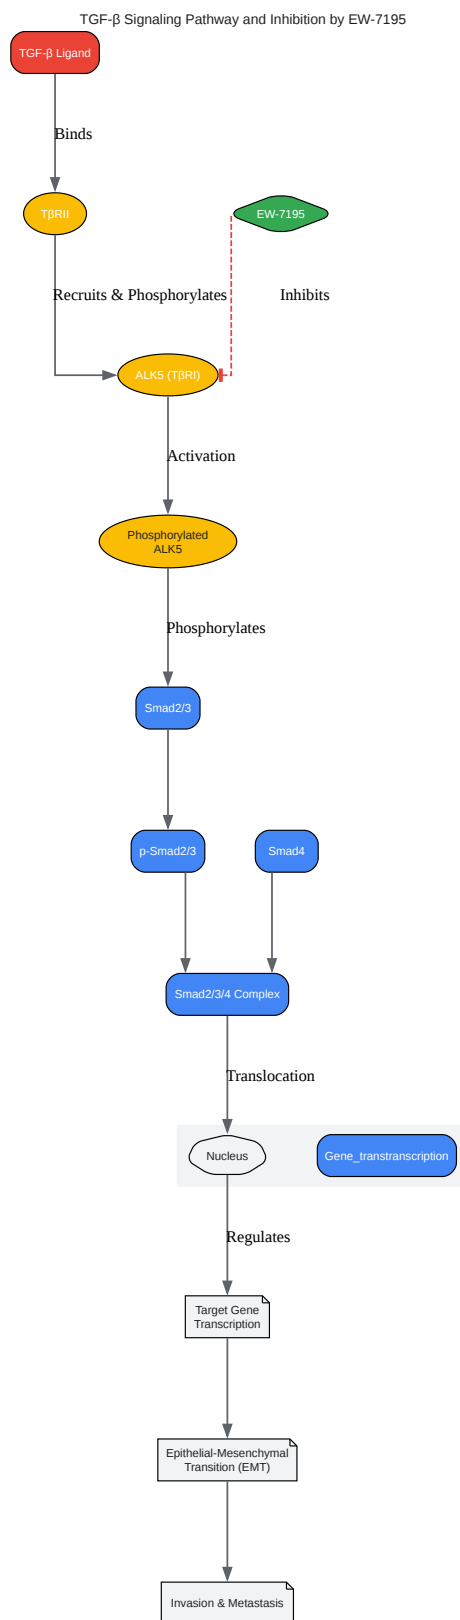 TGF-β Signaling Pathway and Inhibition by EW-7195
TGF-β Ligand
Binds
TβRII
EW-7195
Recruits & Phosphorylates
Inhibits
ALK5 (TβRI)
Activation
Phosphorylated
ALK5
Phosphorylates
Smad2/3
p-Smad2/3
Smad4
Smad2/3/4 Complex
Translocation
Nucleus
Gene_transtranscription
Regulates
Target Gene
Transcription
Epithelial-Mesenchymal
Transition (EMT)
Invasion & Metastasis